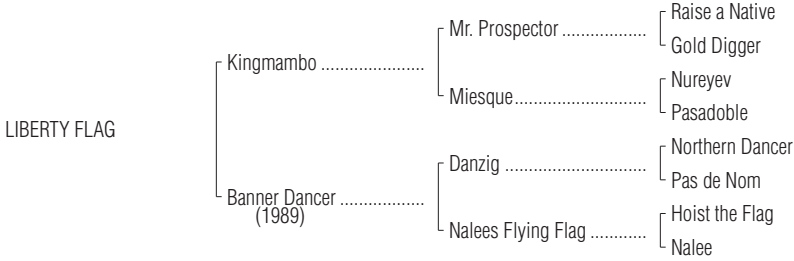 Raise a Native
Mr. Prospector ..................
Gold Digger
Kingmambo ......................
Nureyev
Miesque............................
Pasadoble
LIBERTY FLAG
Northern Dancer
Danzig ..............................
Pas de Nom
Banner Dancer ..................
(1989)
Hoist the Flag
Nalees Flying Flag ............
Nalee